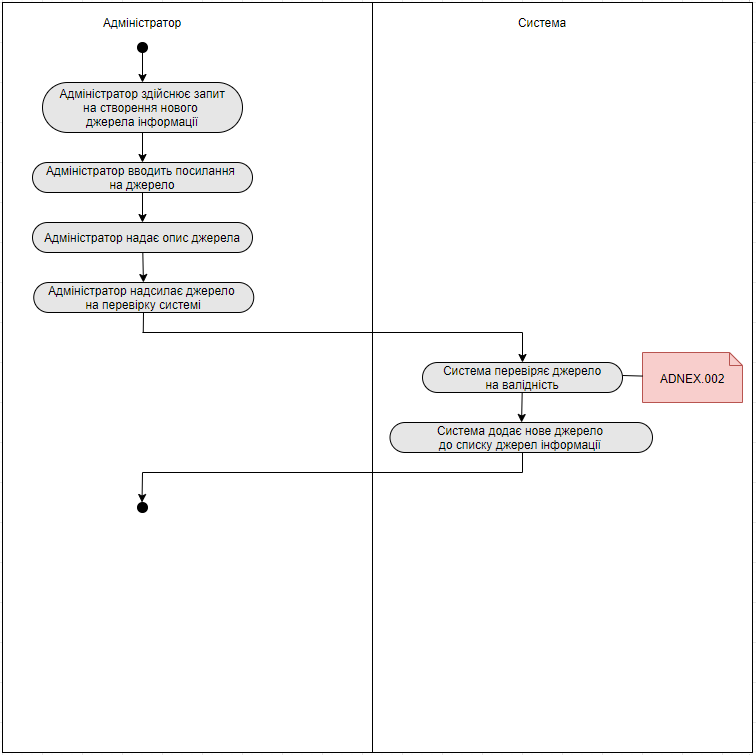 Адміністратор
Система
Адміністратор здійснює запит
на створення нового
джерела інформації
Адміністратор вводить посилання
на джерело
Адміністратор надає опис джерела
Адміністратор надсилає джерело
на перевірку системі
Система перевіряє джерело
на валідність
ADNEX.002
Система додає нове джерело
до списку джерел інформації